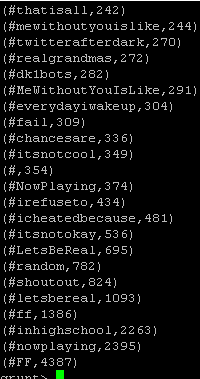 (#thatisall,242)
(#mewithoutyouislike,244)
(#twitterafterdark,270)
(#realgrandmas,272)
(#dk1bots,282)
(#MeWithoutYouIsLike,291)
(#everydayiwakeup,304)
(#fail,309)
(#chancesare,336)
(#itsnotcool,349)
(#,354)
(#NowPlaying,374)
(#irefuseto,434)
(#icheatedbecause,481)
(#itsnotokay,536)
(#LetsBeReal,695)
(#random,782)
(#shoutout,824)
(#letsbereal,1093)
(#ff,1386)
(#inhighschool,2263)
(#nowplaying,2395)
(#FF,4387)
grunt>